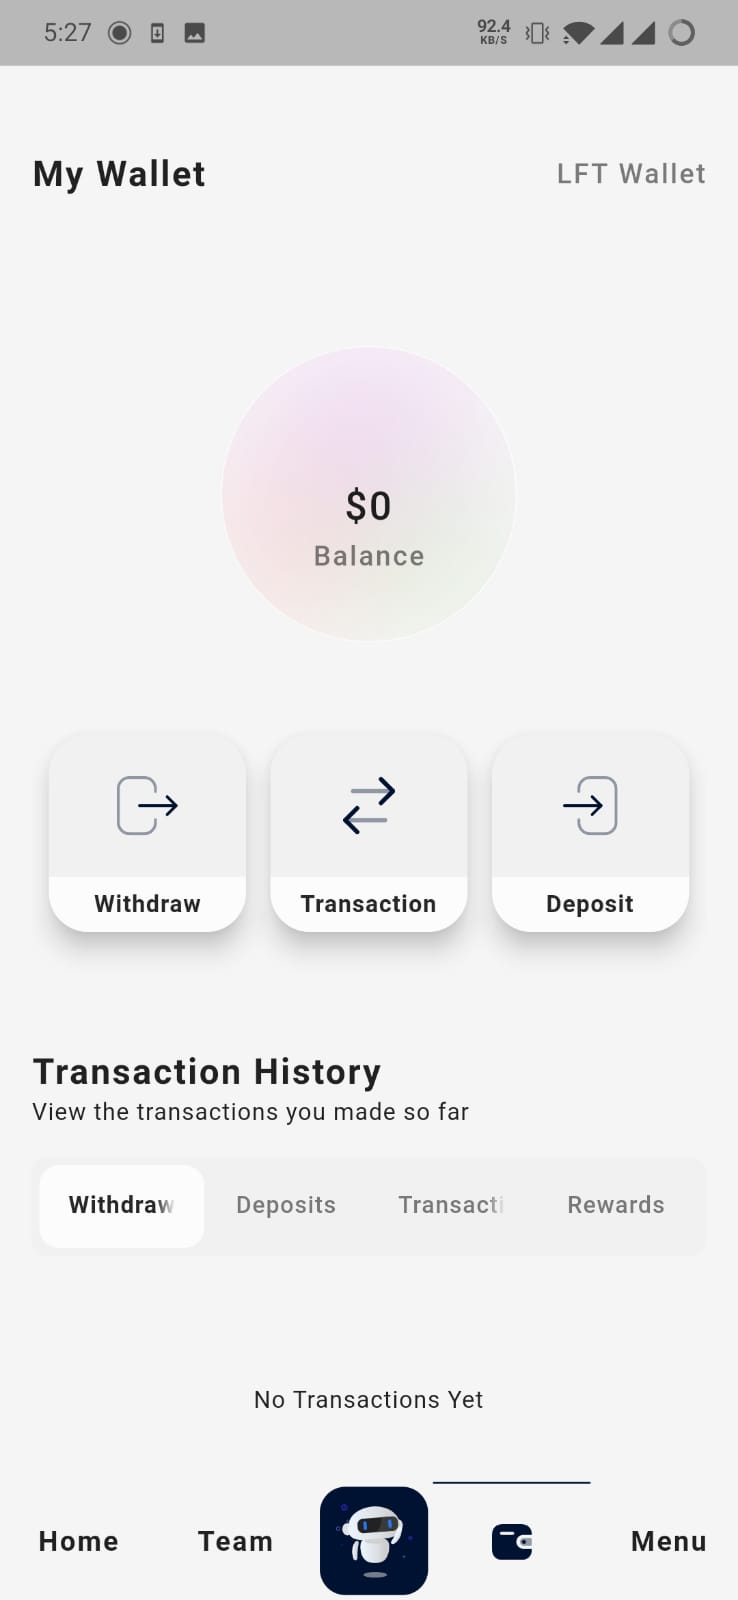 5:27
92.4
KB/S
My Wallet
LFT Wallet
$0
Balance
Withdraw
Transaction
Deposit
Transaction History
View the transactions you made so far
Withdraw
Deposits
Transacti
Rewards
No Transactions Yet
Home
Team
Menu